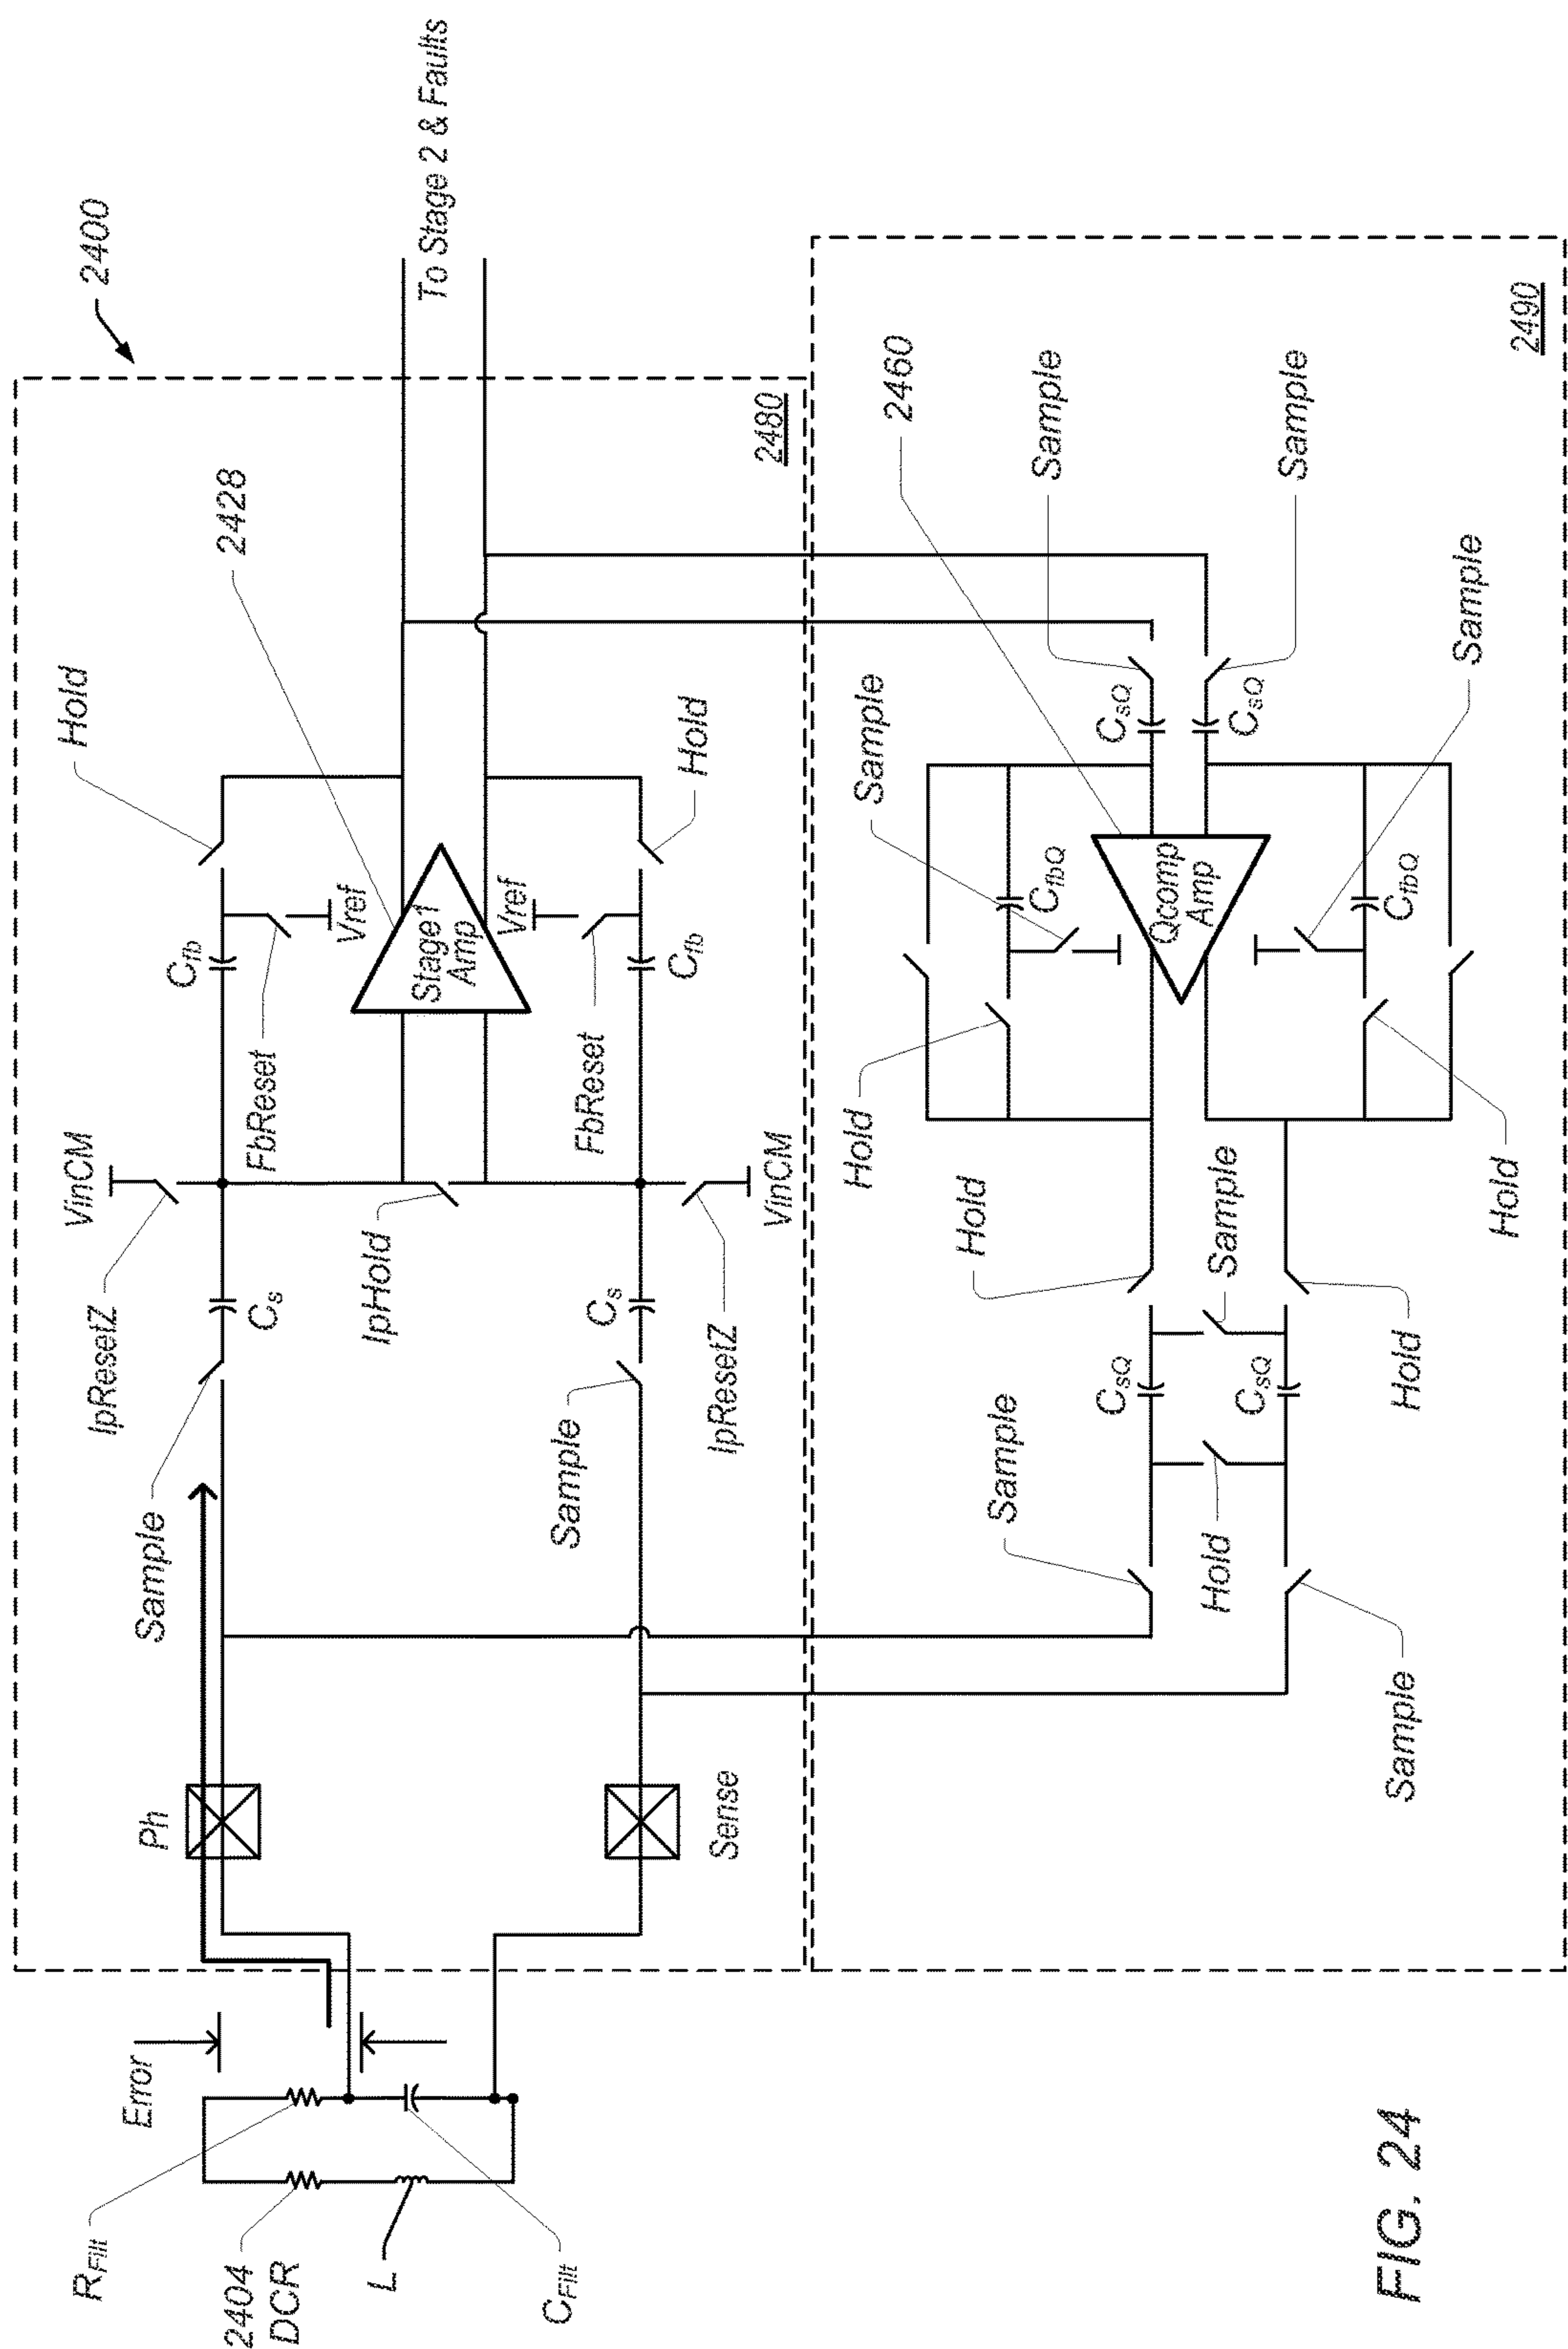 2400
To Stage 2 & Faults
Hold
2428
Hold
2480
Cfb
Vref
Stage1
Amp
Vref
Cfb
FbReset
FbReset
VinCM
IpResetZ
IpHold
VinCM
IpResetZ
Cs
Cs
Sample
Sample
Ph
Sense
Error
RFilt
2404
DCR
L
CFilt
2460
Sample
Sample
2490
Sample
Sample
CsQ
CsQ
CfbQ
Qcomp
Amp
CfbQ
Hold
Hold
Hold
Sample
Hold
CsQ
CsQ
Sample
Hold
Sample
FIG. 24